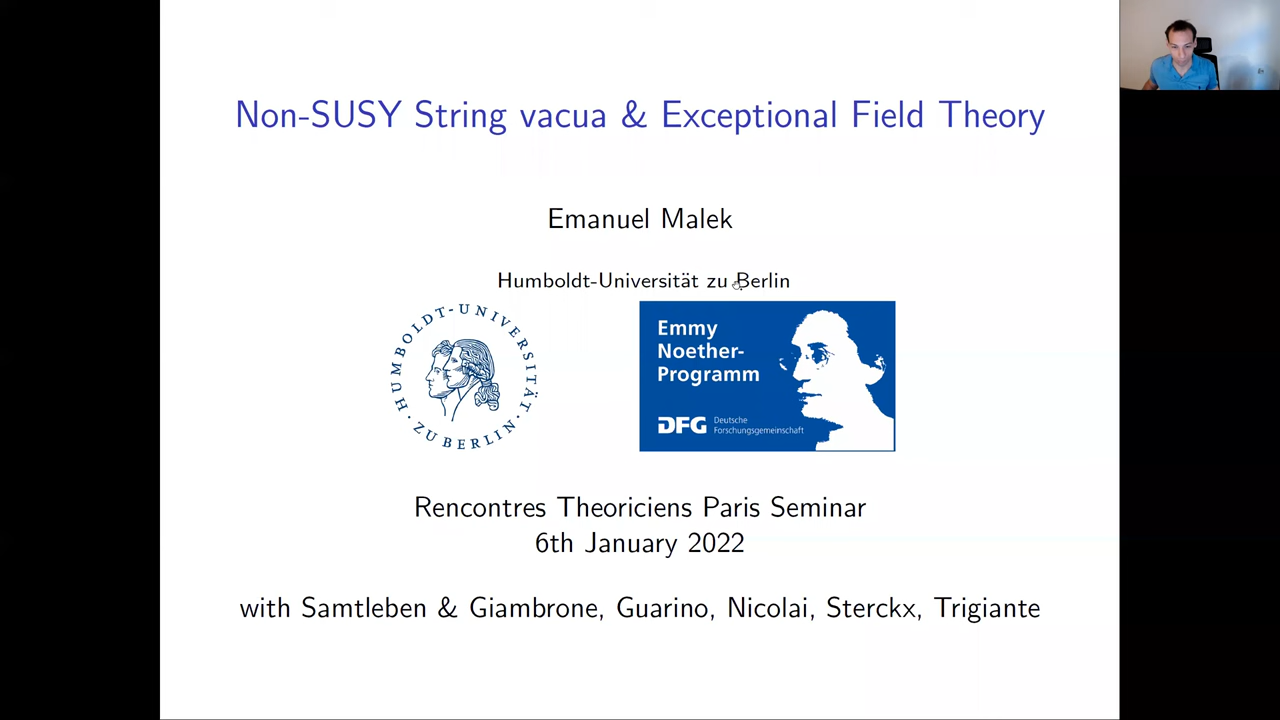 Non-SUSY String vacua & Exceptional Field Theory
Emanuel Malek
Humboldt-Universität zu Berlin
HUMBOLDT-UNIVERSITÄT · ZU BERLIN ·
Emmy
Noether-
Programm
DFG Deutsche
Forschungsgemeinschaft
Rencontres Theoriciens Paris Seminar
6th January 2022
with Samtleben & Giambrone, Guarino, Nicolai, Sterckx, Trigiante